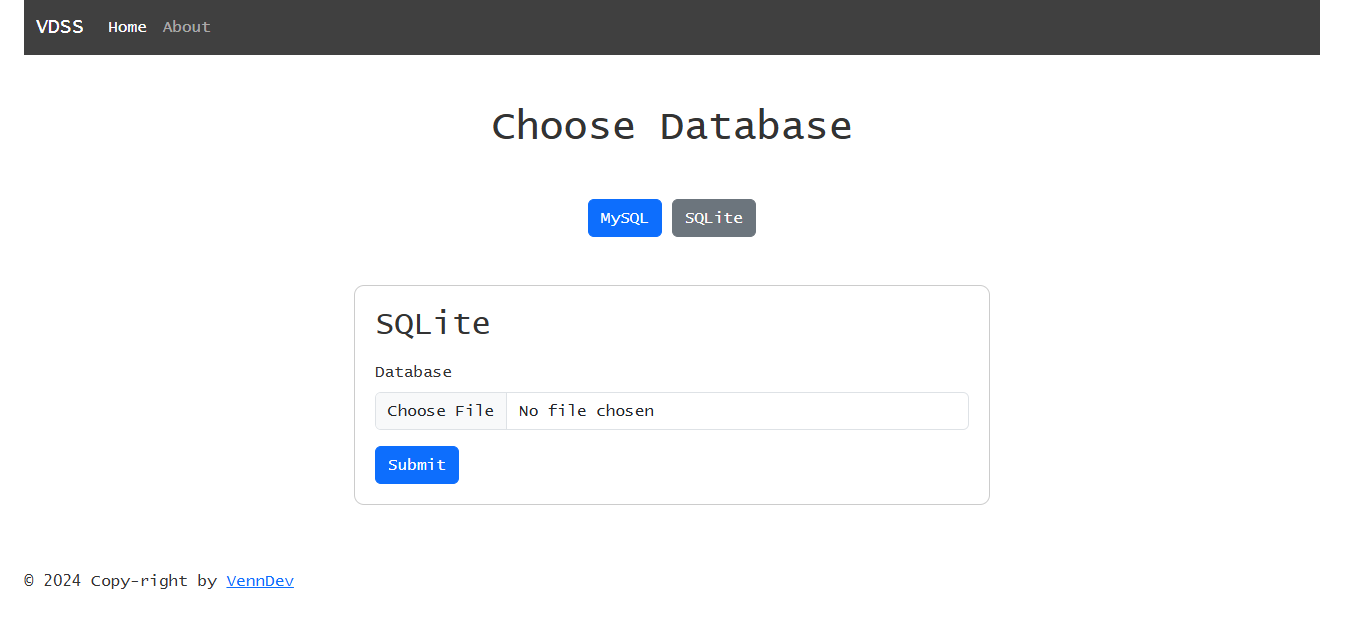 VDSS Home About
Choose Database
MySQL SQLite
SQLite
Database
Choose File No file chosen
Submit
© 2024 Copy-right by VennDev